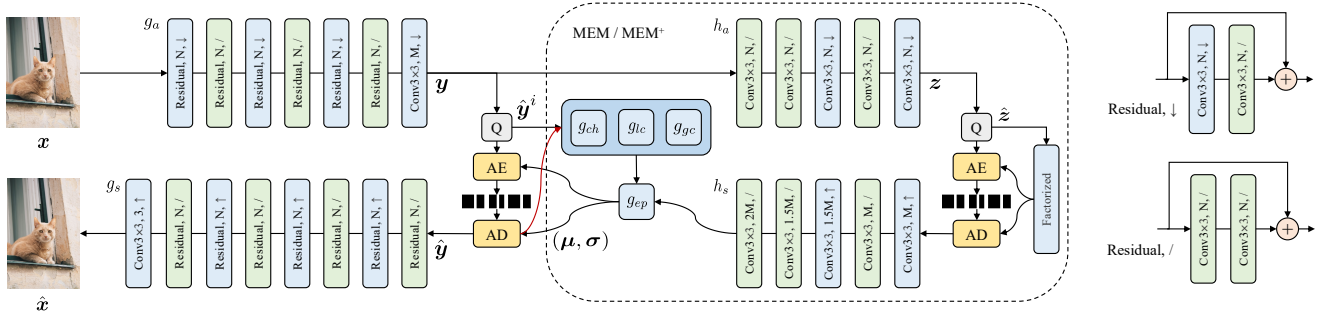 g_a
Residual, N, ↓
Residual, N, /
Residual, N, ↓
Residual, N, /
Residual, N, ↓
Residual, N, /
Conv3×3, M, ↓
y
x
MEM / MEM⁺
h_a
Conv3×3, N, /
Conv3×3, N, /
Conv3×3, N, ↓
Conv3×3, N, /
Conv3×3, N, ↓
z
Q
ŷ^i
g_ch
g_lc
g_gc
Q
ẑ
AE
AD
AE
AD
Factorized
g_ep
(μ, σ)
g_s
Conv3×3, 3, ↑
Residual, N, /
Residual, N, ↑
Residual, N, /
Residual, N, ↑
Residual, N, /
Residual, N, ↑
Residual, N, /
ŷ
x̂
h_s
Conv3×3, 2M, /
Conv3×3, 1.5M, /
Conv3×3, 1.5M, ↑
Conv3×3, M, /
Conv3×3, M, ↑
Residual, ↓
Conv3×3, N, ↓
Conv3×3, N, /
+
Residual, /
Conv3×3, N, /
Conv3×3, N, /
+